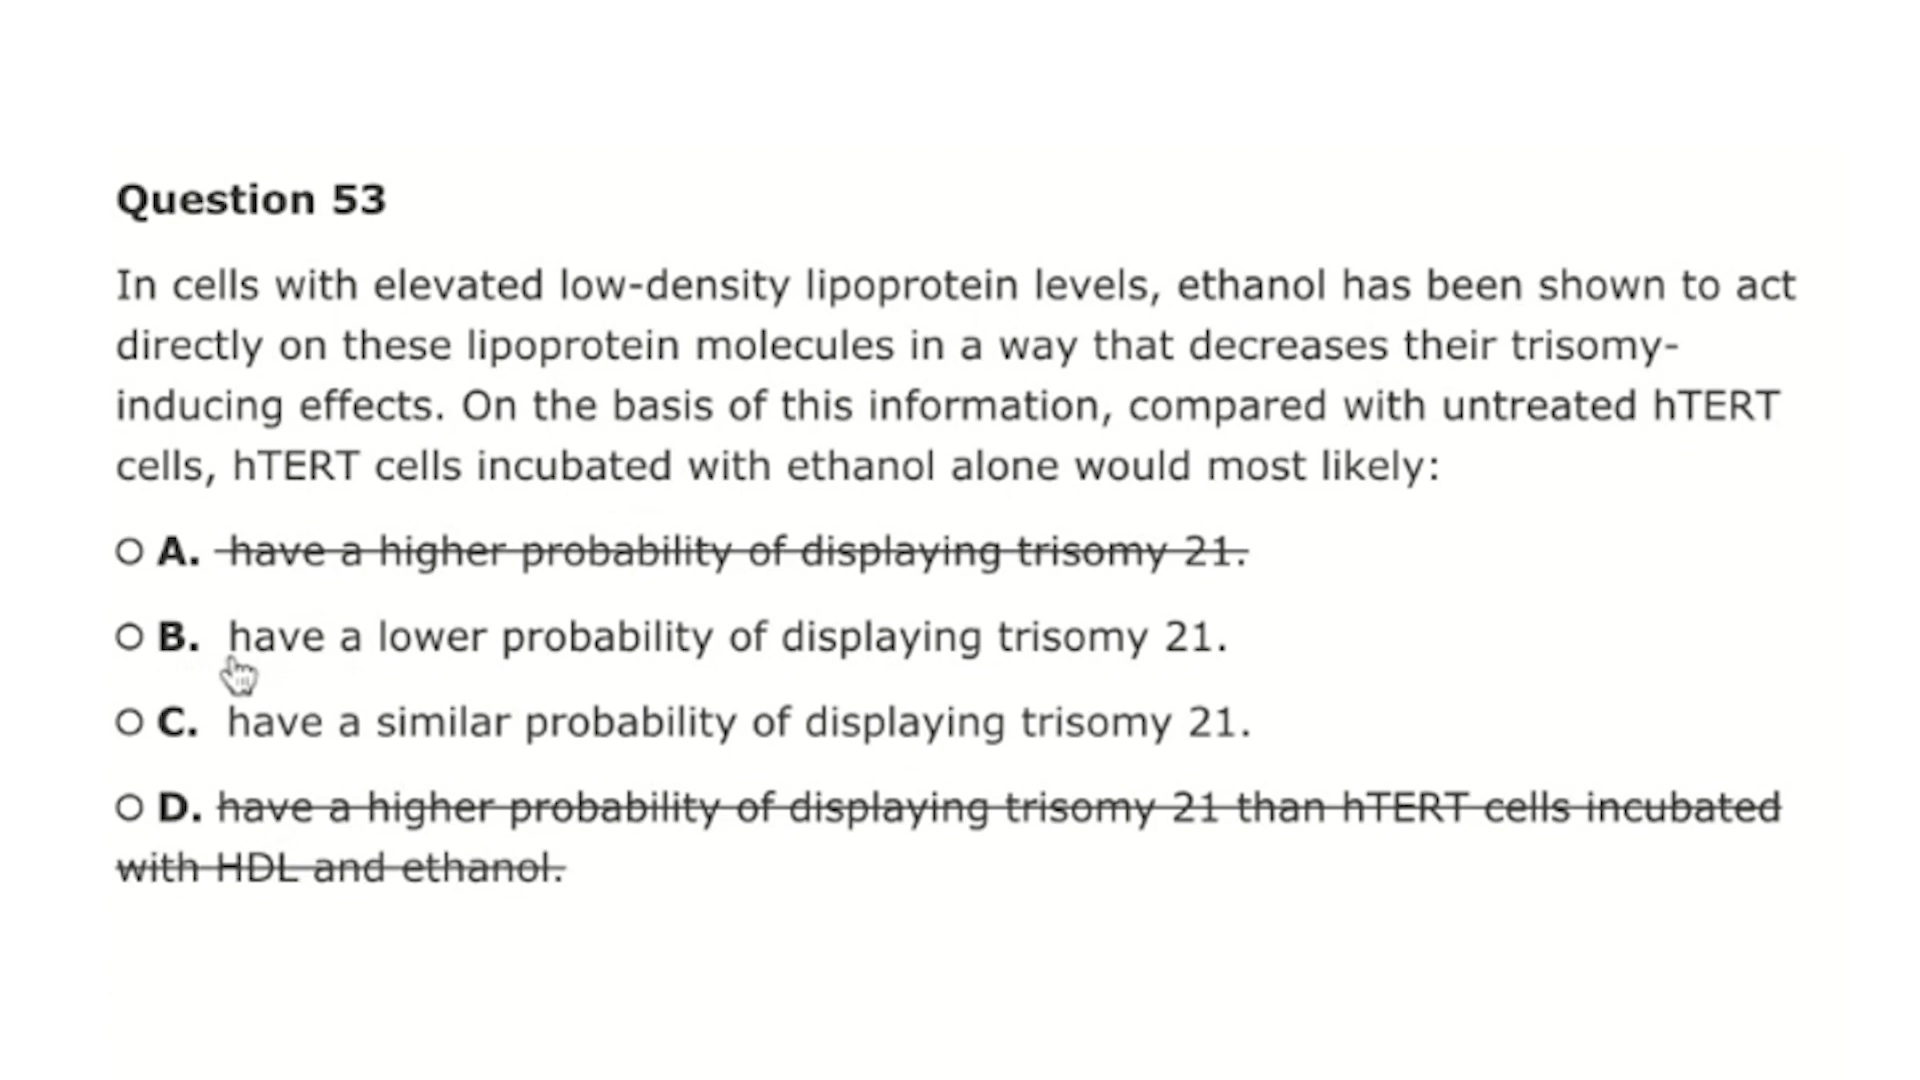 Question 53
In cells with elevated low-density lipoprotein levels, ethanol has been shown to act
directly on these lipoprotein molecules in a way that decreases their trisomy-
inducing effects. On the basis of this information, compared with untreated hTERT
cells, hTERT cells incubated with ethanol alone would most likely:
A. have a higher probability of displaying trisomy 21.
B. have a lower probability of displaying trisomy 21.
C. have a similar probability of displaying trisomy 21.
D. have a higher probability of displaying trisomy 21 than hTERT cells incubated
with HDL and ethanol.